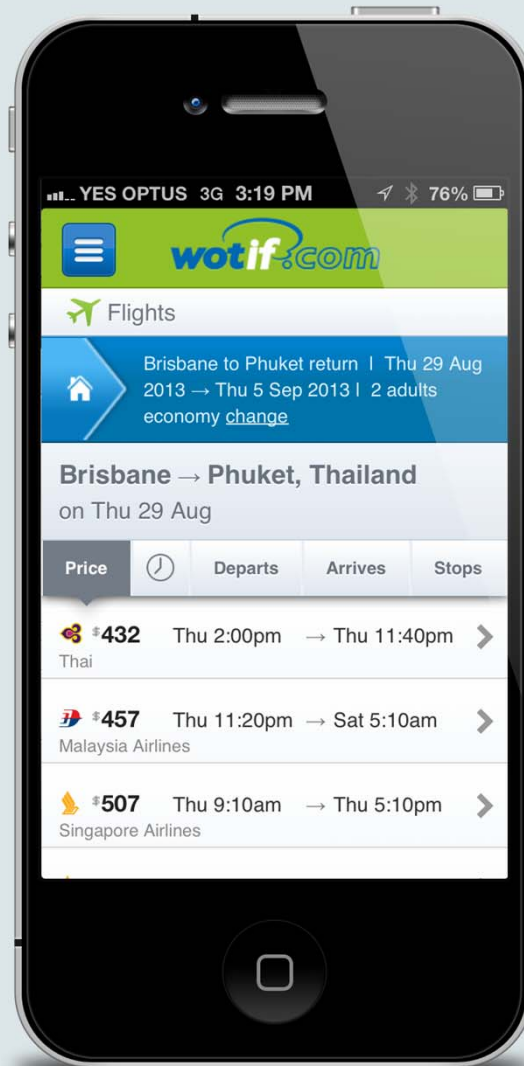 YES OPTUS 3G 3:19 PM 76%
wotif.com
Flights
Brisbane to Phuket return | Thu 29 Aug
2013 → Thu 5 Sep 2013 | 2 adults
economy change
Brisbane → Phuket, Thailand
on Thu 29 Aug
Price Departs Arrives Stops
$432 Thu 2:00pm → Thu 11:40pm
Thai
$457 Thu 11:20pm → Sat 5:10am
Malaysia Airlines
$507 Thu 9:10am → Thu 5:10pm
Singapore Airlines